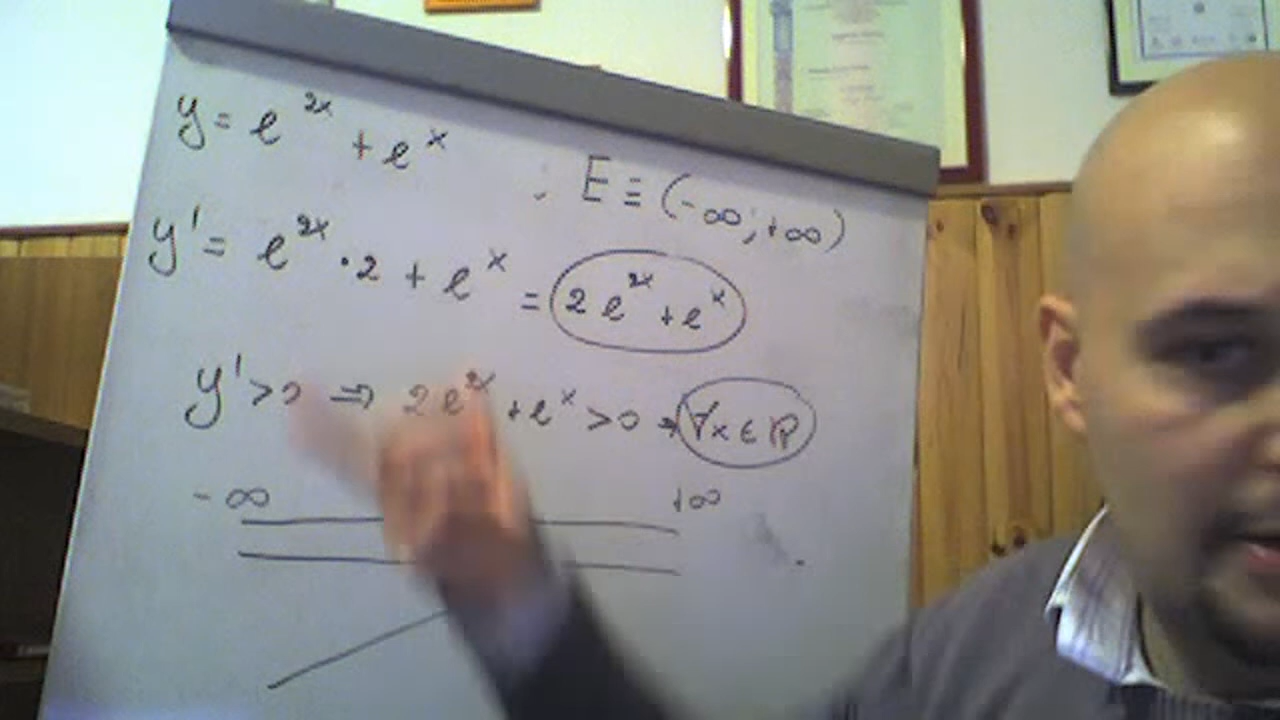 y = e^{2x} + e^x ; E ≡ (-∞; +∞)
y' = e^{2x} · 2 + e^x = 2e^{2x} + e^x
y' > 0 ⇒ 2e^{2x} + e^x > 0 → ∀x ∈ ℝ
-∞ +∞